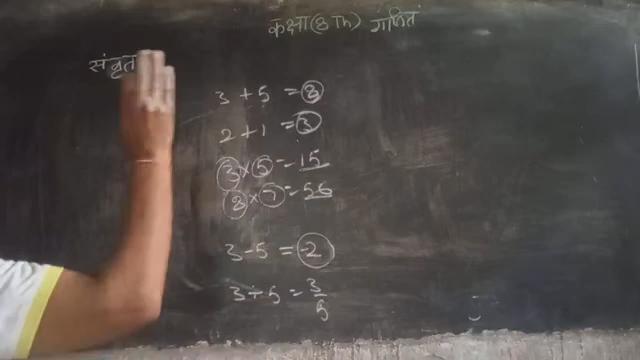 कक्षा (8 Th) गणित
संवृत
3 + 5 = 8
2 + 1 = 3
3 × 5 = 15
8 × 7 = 56
3 - 5 = -2
3 ÷ 5 = 3/5